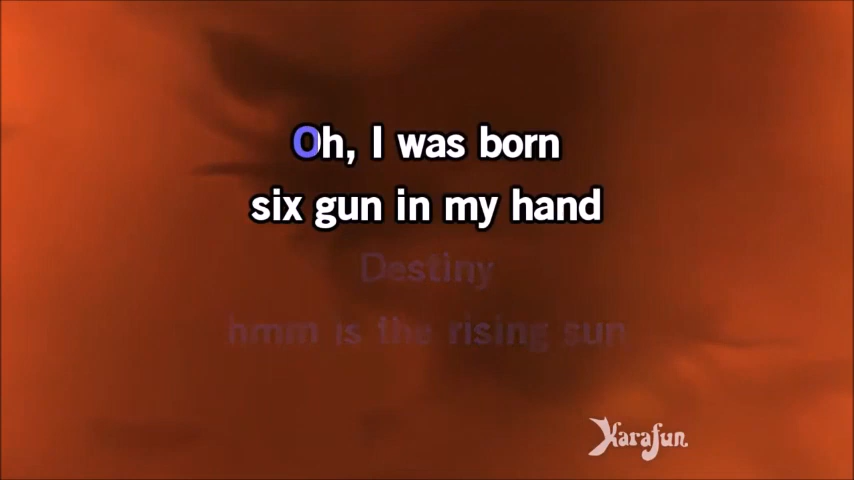 Oh, I was born
six gun in my hand
Destiny
hmm is the rising sun
Karafun